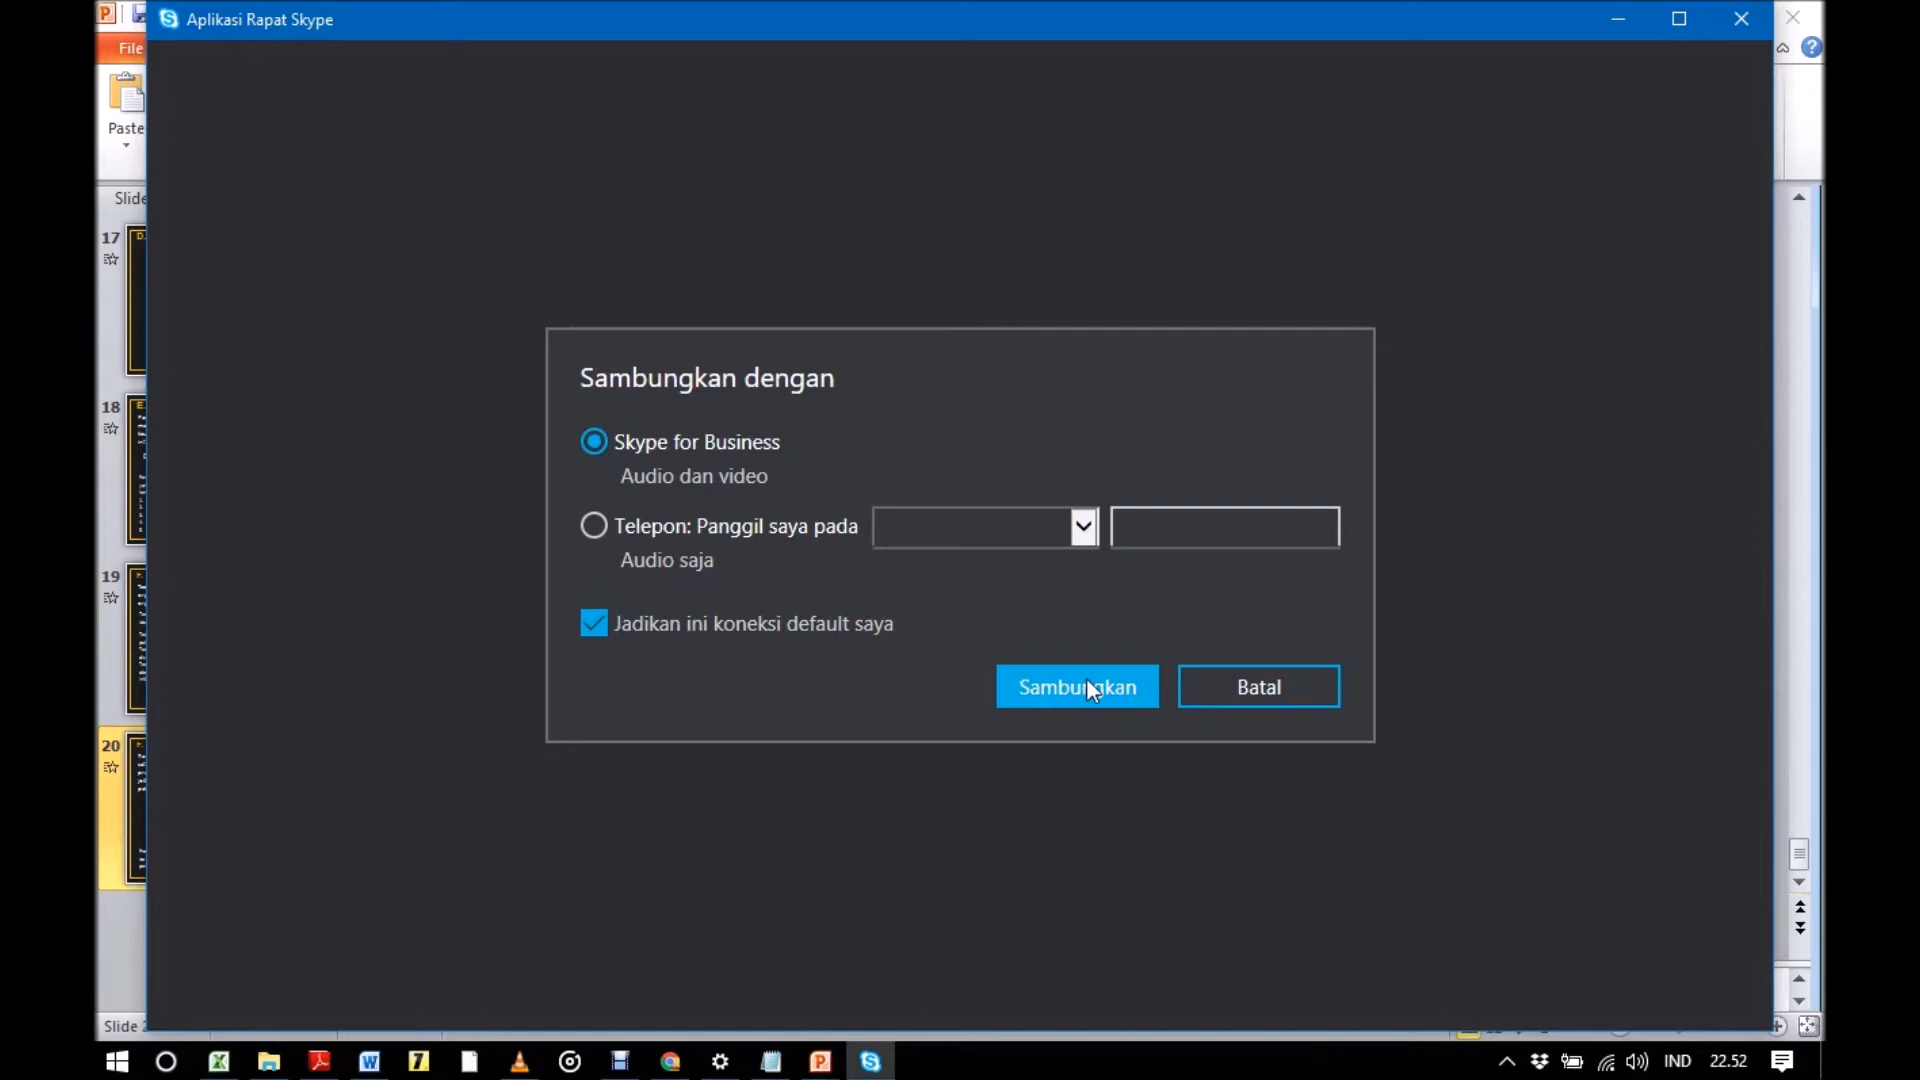 Aplikasi Rapat Skype
File
Paste
Slide
17
18
19
20
Sambungkan dengan
Skype for Business
Audio dan video
Telepon: Panggil saya pada
Audio saja
Jadikan ini koneksi default saya
Sambungkan
Batal
Slide
IND
22.52